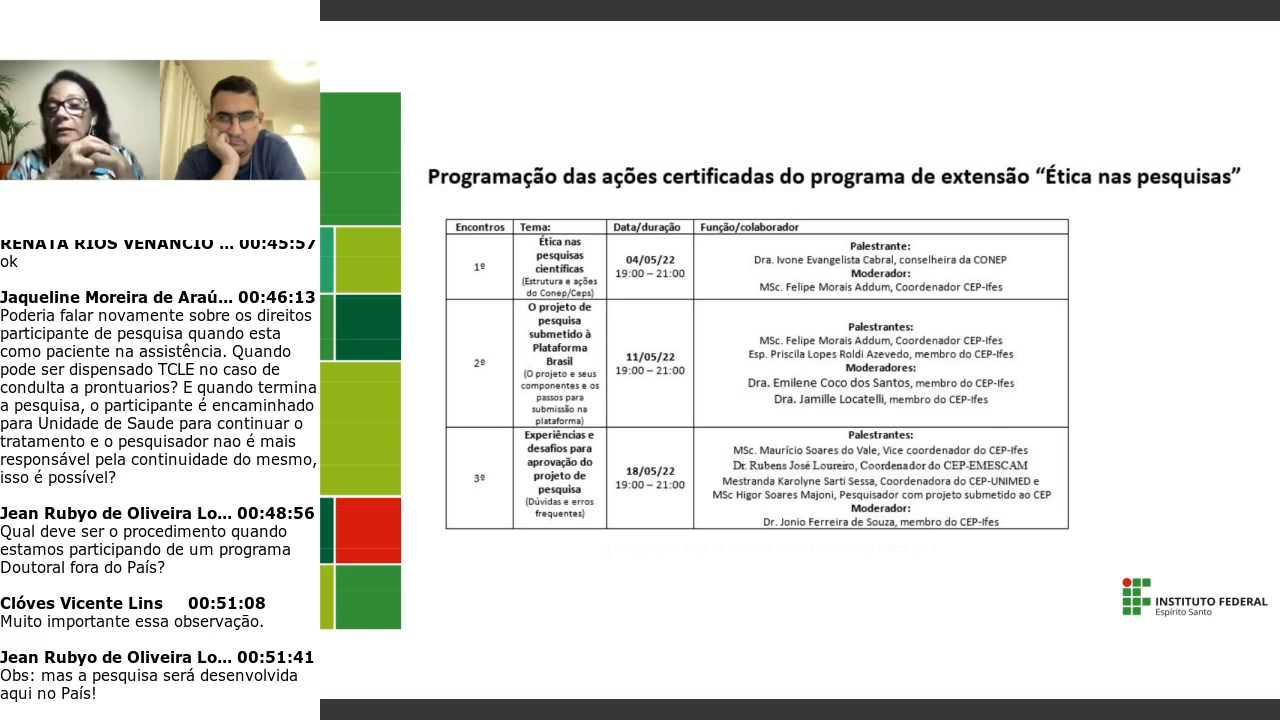 RENATA RIOS VENANCIO ... 00:45:57
ok
Jaqueline Moreira de Araú... 00:46:13
Poderia falar novamente sobre os direitos
participante de pesquisa quando esta
como paciente na assistência. Quando
pode ser dispensado TCLE no caso de
condulta a prontuarios? E quando termina
a pesquisa, o participante é encaminhado
para Unidade de Saude para continuar o
tratamento e o pesquisador nao é mais
responsável pela continuidade do mesmo,
isso é possível?
Jean Rubyo de Oliveira Lo... 00:48:56
Qual deve ser o procedimento quando
estamos participando de um programa
Doutoral fora do País?
Clóves Vicente Lins 00:51:08
Muito importante essa observação.
Jean Rubyo de Oliveira Lo... 00:51:41
Obs: mas a pesquisa será desenvolvida
aqui no País!
Programação das ações certificadas do programa de extensão “Ética nas pesquisas”
Encontros Tema: Data/duração Função/colaborador
1º
Ética nas
pesquisas
científicas
(Estrutura e ações
do Conep/Ceps)
04/05/22
19:00 – 21:00
Palestrante:
Dra. Ivone Evangelista Cabral, conselheira da CONEP
Moderador:
MSc. Felipe Morais Addum, Coordenador CEP-Ifes
2º
O projeto de
pesquisa
submetido à
Plataforma
Brasil
(O projeto e seus
componentes e os
passos para
submissão na
plataforma)
11/05/22
19:00 – 21:00
Palestrantes:
MSc. Felipe Morais Addum, Coordenador CEP-Ifes
Esp. Priscila Lopes Roldi Azevedo, membro do CEP-Ifes
Moderadores:
Dra. Emilene Coco dos Santos, membro do CEP-Ifes
Dra. Jamille Locatelli, membro do CEP-Ifes
3º
Experiências e
desafios para
aprovação do
projeto de
pesquisa
(Dúvidas e erros
frequentes)
18/05/22
19:00 – 21:00
Palestrantes:
MSc. Maurício Soares do Vale, Vice coordenador do CEP-Ifes
Dr. Rubens José Loureiro, Coordenador do CEP-EMESCAM
Mestranda Karolyne Sarti Sessa, Coordenadora do CEP-UNIMED e
MSc Higor Soares Majoni, Pesquisador com projeto submetido ao CEP
Moderador:
Dr. Jonio Ferreira de Souza, membro do CEP-Ifes
INSTITUTO FEDERAL
Espírito Santo